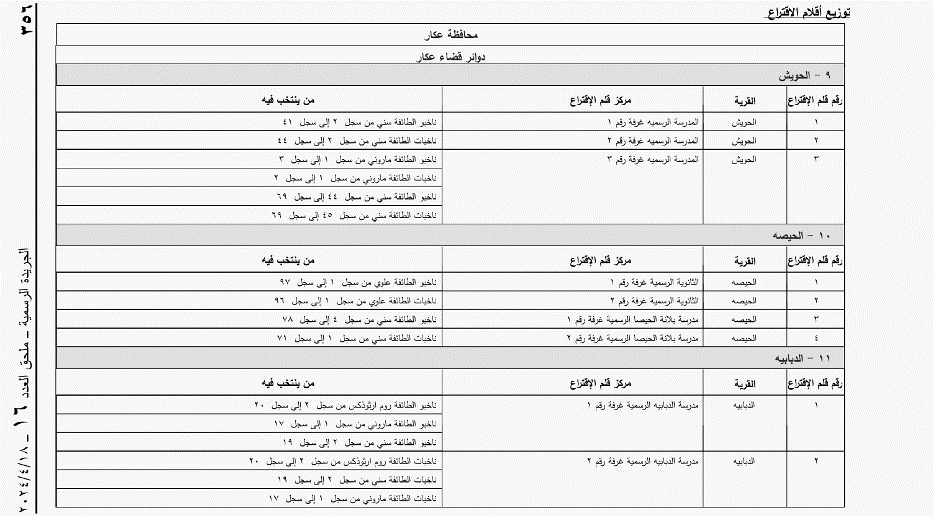 توزيع أقلام الاقتراع
محافظة عكار
دوائر قضاء عكار
٩ - الحويش
رقم قلم الإقتراع القرية مركز قلم الإقتراع من ينتخب فيه
١ الحويش المدرسة الرسميه غرفة رقم ١ ناخبو الطائفة سني من سجل ٢ إلى سجل ٤١
٢ الحويش المدرسة الرسميه غرفة رقم ٢ ناخبات الطائفة سني من سجل ٢ إلى سجل ٤٤
٣ الحويش المدرسة الرسميه غرفة رقم ٣ ناخبو الطائفة ماروني من سجل ١ إلى سجل ٣
ناخبات الطائفة ماروني من سجل ١ إلى سجل ٢
ناخبو الطائفة سني من سجل ٤٤ إلى سجل ٦٩
ناخبات الطائفة سني من سجل ٤٥ إلى سجل ٦٩
١٠ - الحيصه
رقم قلم الإقتراع القرية مركز قلم الإقتراع من ينتخب فيه
١ الحيصه الثانوية الرسمية غرفة رقم ١ ناخبو الطائفة علوي من سجل ١ إلى سجل ٩٧
٢ الحيصه الثانوية الرسمية غرفة رقم ٢ ناخبات الطائفة علوي من سجل ١ إلى سجل ٩٦
٣ الحيصه مدرسة بلانة الحيصا الرسمية غرفة رقم ١ ناخبو الطائفة سني من سجل ٤ إلى سجل ٧٨
٤ الحيصه مدرسة بلانة الحيصا الرسمية غرفة رقم ٢ ناخبات الطائفة سني من سجل ١ إلى سجل ٧١
١١ - الدبابيه
رقم قلم الإقتراع القرية مركز قلم الإقتراع من ينتخب فيه
١ الدبابيه مدرسة الدبابيه الرسمية غرفة رقم ١ ناخبو الطائفة روم ارثوذكس من سجل ٢ إلى سجل ٢٠
ناخبو الطائفة ماروني من سجل ١ إلى سجل ١٧
ناخبو الطائفة سني من سجل ٢ إلى سجل ١٩
٢ الدبابيه مدرسة الدبابيه الرسمية غرفة رقم ٢ ناخبات الطائفة روم ارثوذكس من سجل ٢ إلى سجل ٢٠
ناخبات الطائفة سني من سجل ٢ إلى سجل ١٩
ناخبات الطائفة ماروني من سجل ١ إلى سجل ١٧
٣٥٦
الجريدة الرسمية – ملحق العدد ١٦ – ٢٠٢٤/٤/١٨